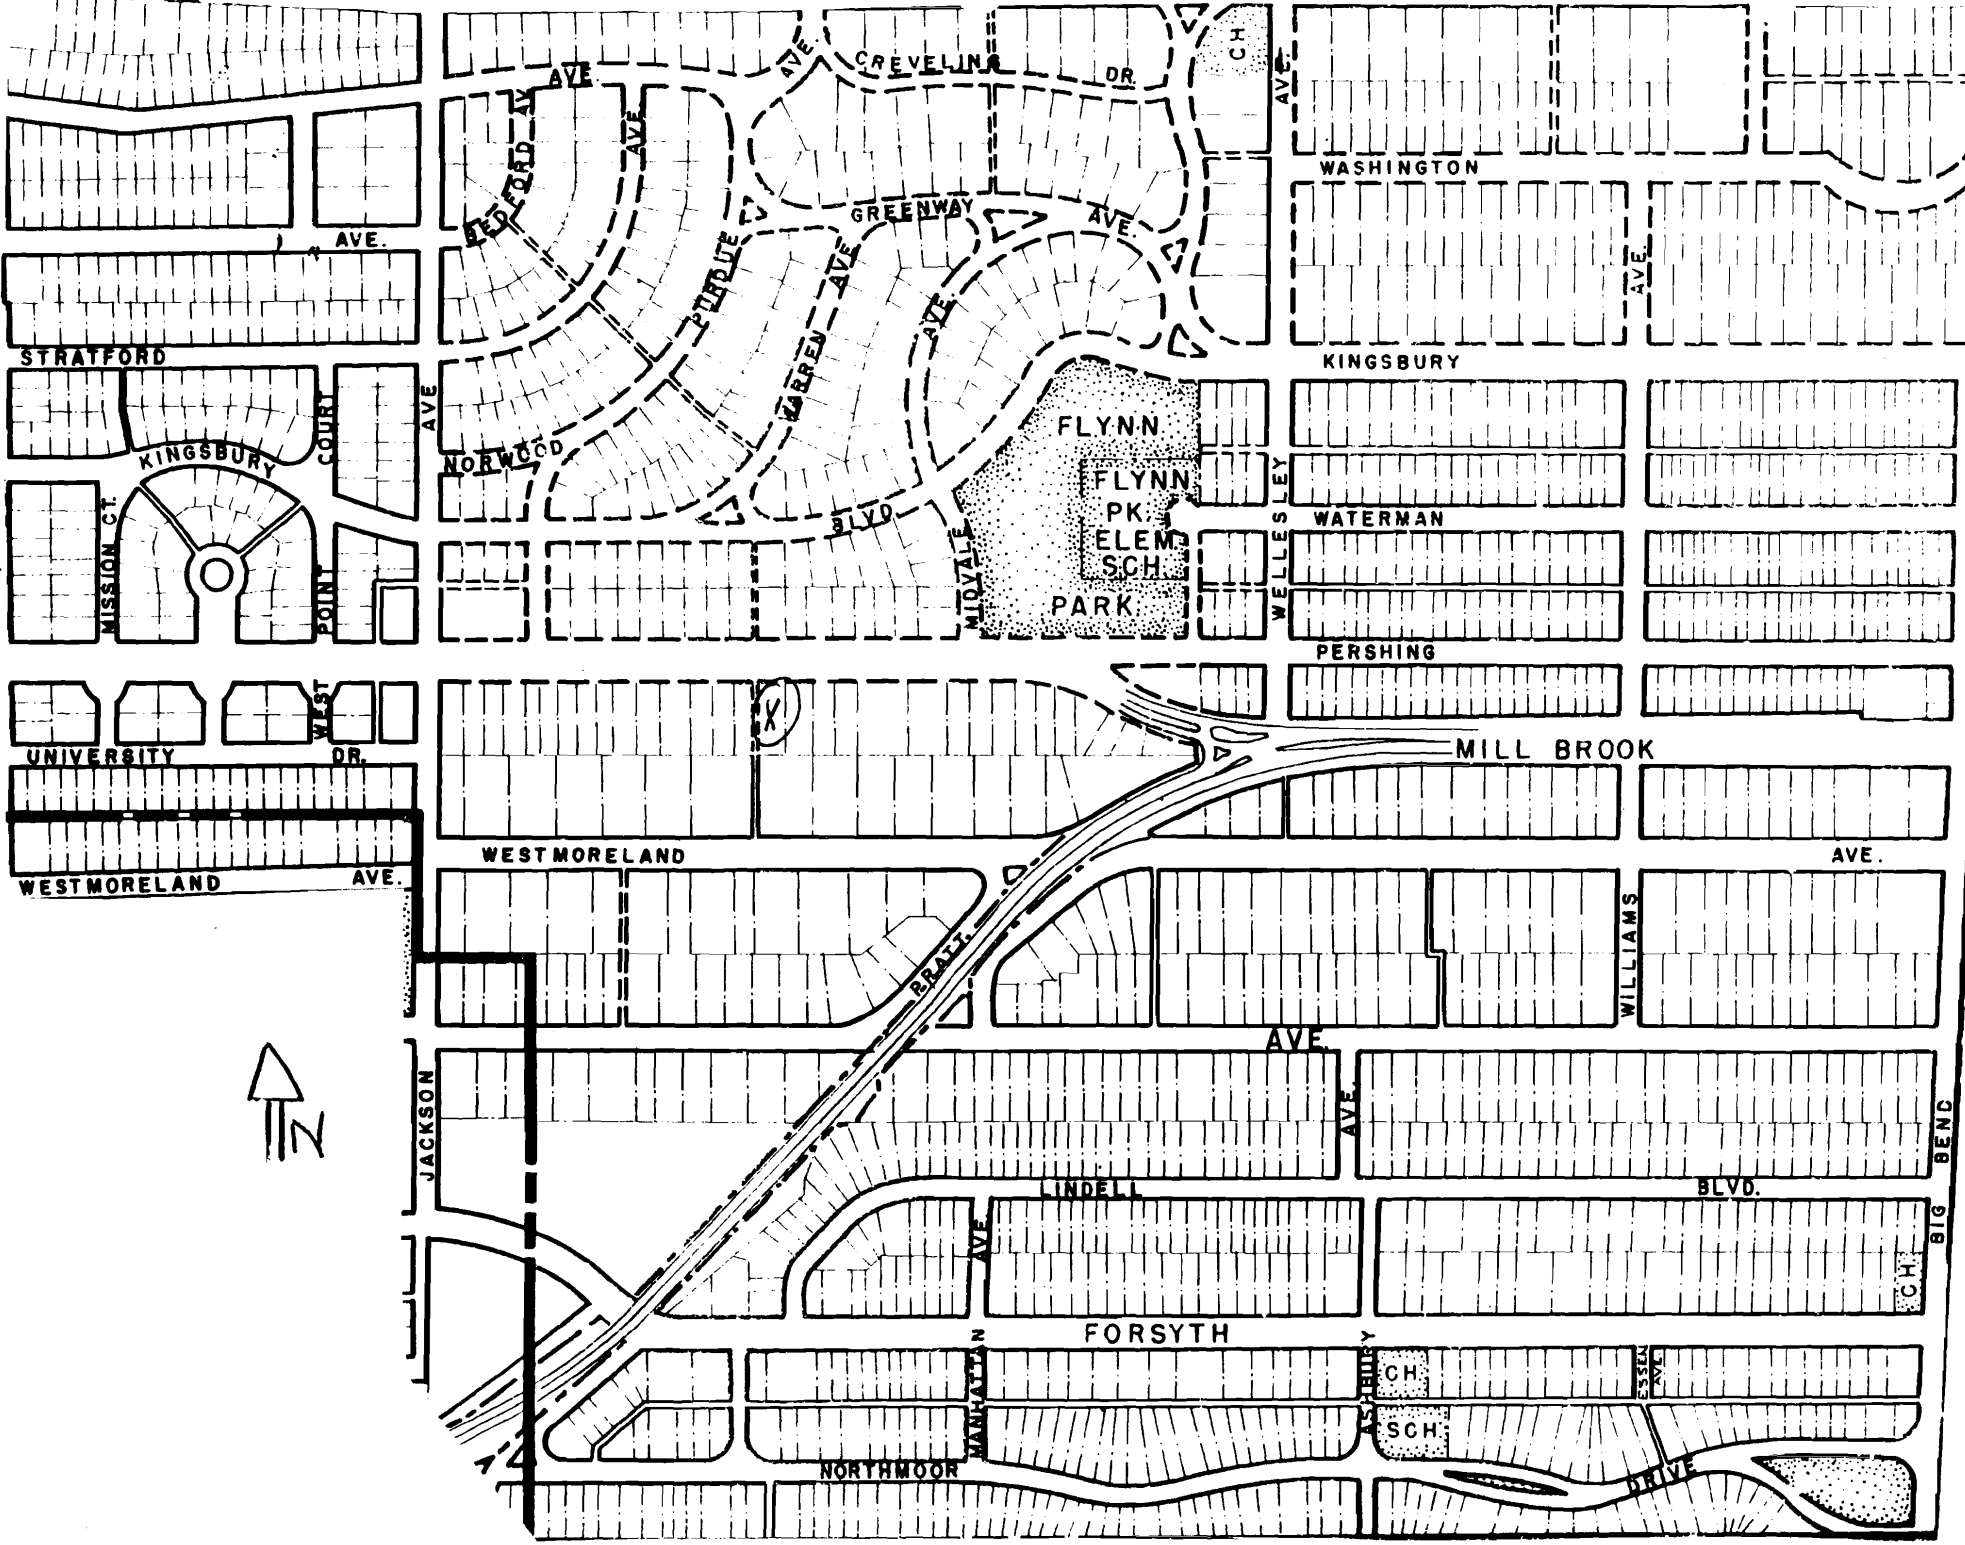 CH
AVE.
AVE.
CREVELING
DR.
AVE.
BEDFORD AV
AVE.
WASHINGTON
GREENWAY
AVE.
AVE.
PURDUE
AVE
AVE.
AVE.
STRATFORD
KINGSBURY
WARREN
AVE
COURT
FLYNN
KINGSBURY
NORWOOD
FLYNN
PK.
ELEM.
SCH.
PARK
BLVD.
WATERMAN
MISSION CT.
MIDVALE
WELLESLEY
WEST POINT
PERSHING
X
UNIVERSITY
DR.
MILL BROOK
WESTMORELAND
AVE.
WESTMORELAND
AVE.
WILLIAMS
PRATT.
AVE.
N
JACKSON
AVE.
BIG BEND
LINDELL
BLVD.
AVE.
CH.
FORSYTH
MANHATTAN
ASHBURY
CH.
ESSEN AVE.
SCH.
NORTHMOOR
DRIVE